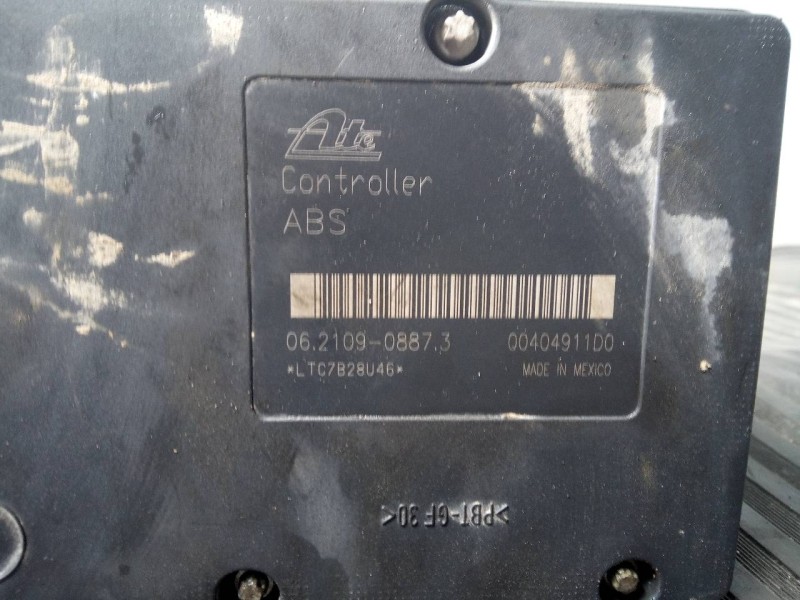 Ate
Controller
ABS
06.2109-0887.3 00404911D0
*LTC7B28U46* MADE IN MEXICO
>PBT-GF30<